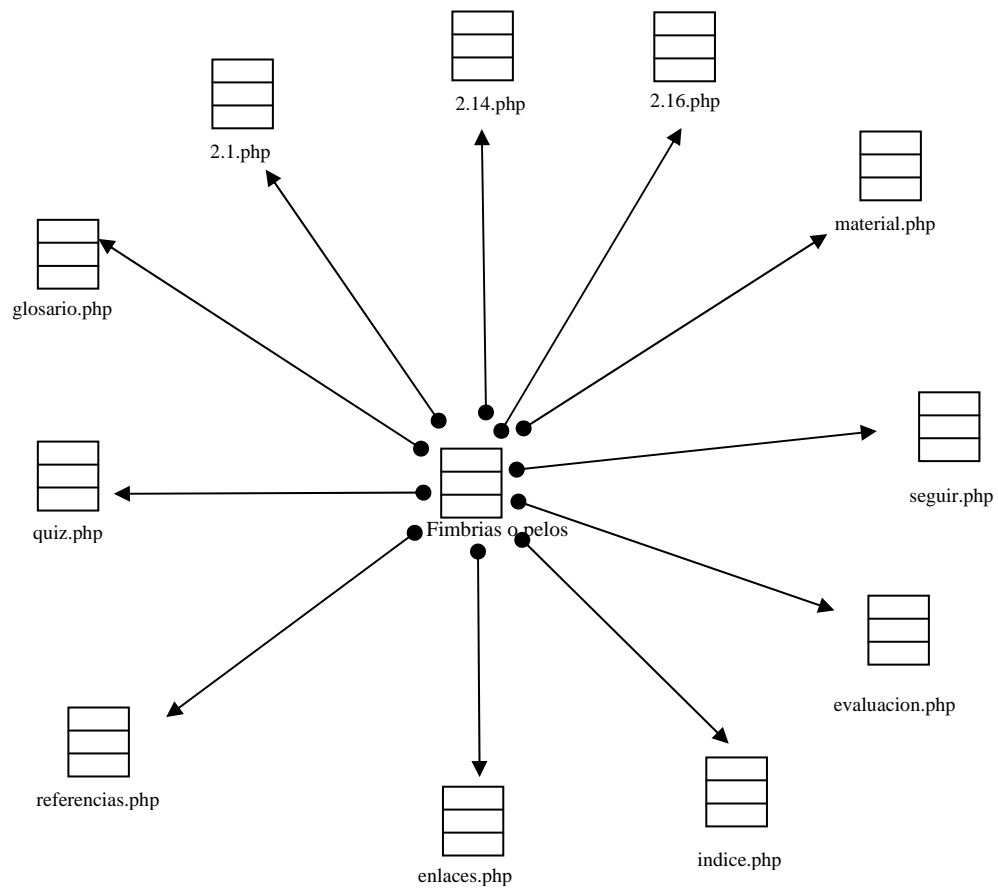 2.14.php
2.16.php
2.1.php
material.php
glosario.php
seguir.php
quiz.php
Fimbrias o pelos
evaluacion.php
referencias.php
indice.php
enlaces.php